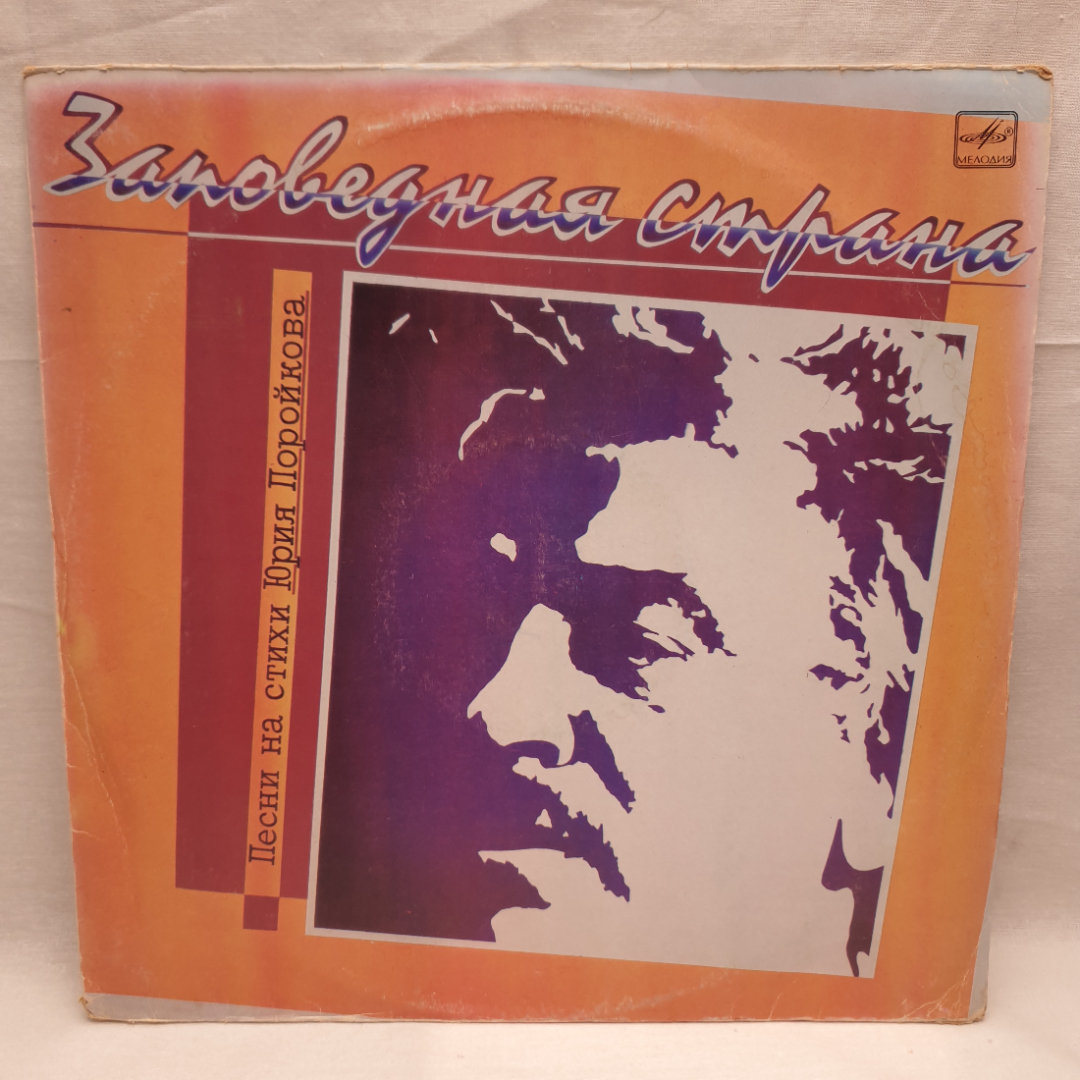 Заповедная страна
МЕЛОДИЯ
Песни на стихи Юрия Поройкова